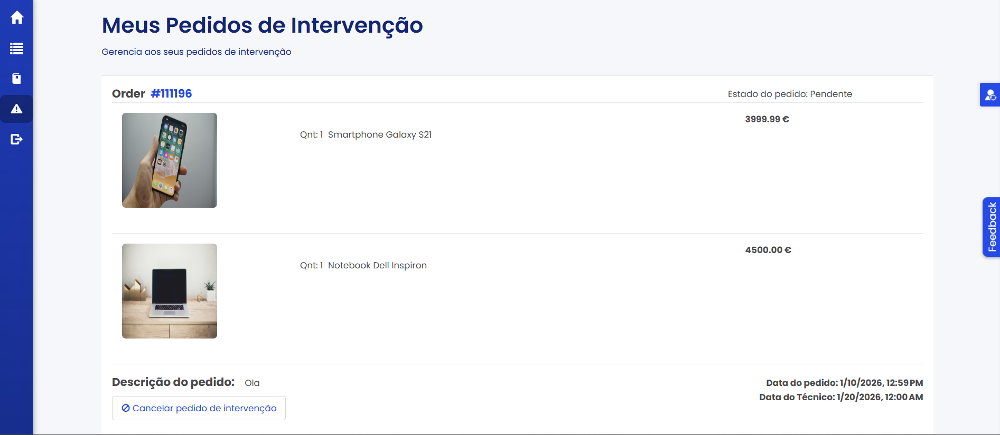 Meus Pedidos de Intervenção
Gerencia aos seus pedidos de intervenção
Order #111196
Estado do pedido: Pendente
3999.99 €
Qnt: 1 Smartphone Galaxy S21
4500.00 €
Qnt: 1 Notebook Dell Inspiron
Descrição do pedido: Ola
Data do pedido: 1/10/2026, 12:59 PM
Data do Técnico: 1/20/2026, 12:00 AM
Cancelar pedido de intervenção
Feedback